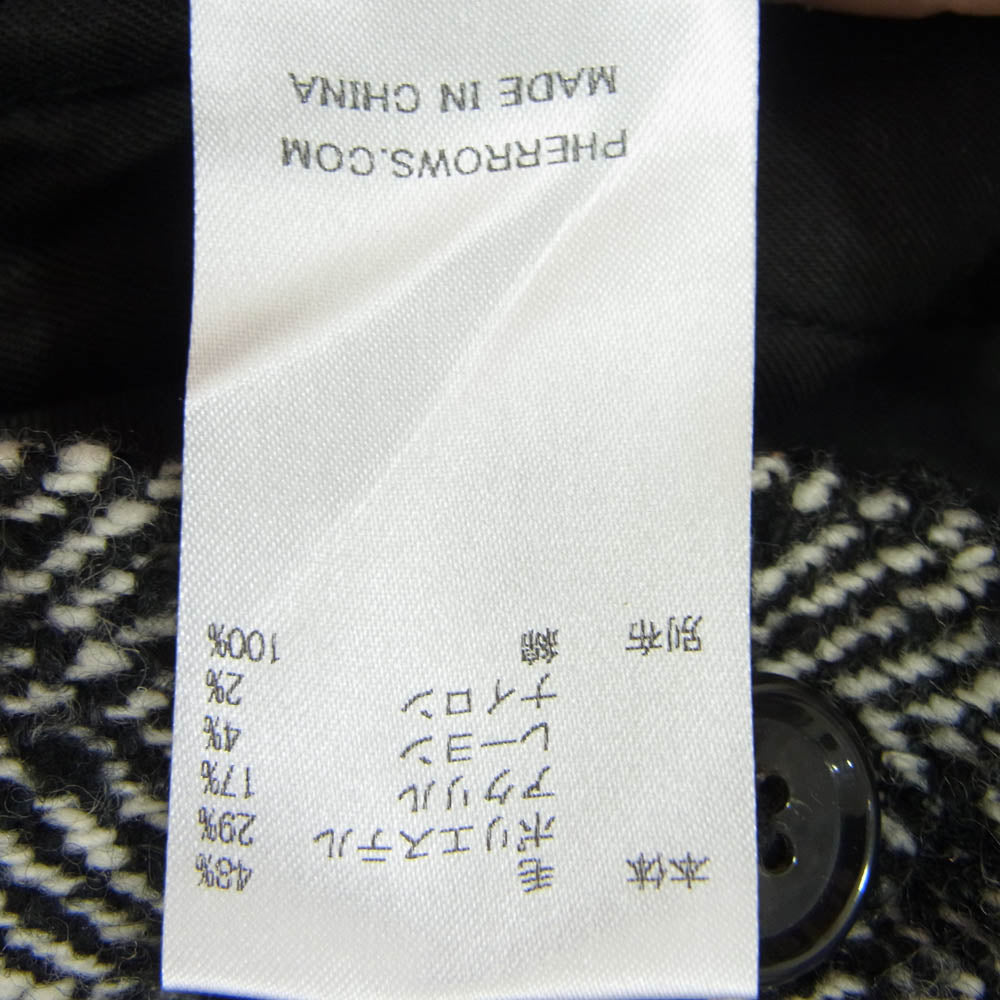 本体 毛 48%
ポリエステル 29%
アクリル 17%
レーヨン 4%
ナイロン 2%
別布 綿 100%
PHERROWS.COM
MADE IN CHINA